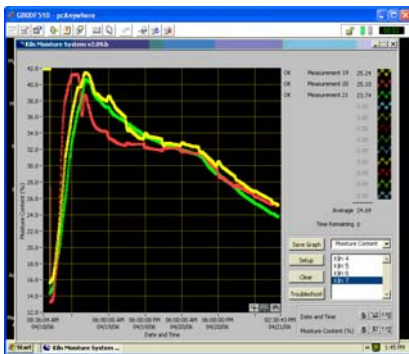 GBKDF510 - pcAnywhere
Kiln Moisture System v2.09.b
42.0
40.0
38.0
36.0
34.0
32.0
30.0
28.0
26.0
24.0
22.0
20.0
18.0
16.0
14.0
12.0
Moisture Content (%)
Date and Time
OK Measurement 19 25.24
OK Measurement 20 25.10
OK Measurement 21 23.74
Average 24.69
Time Remaining 0
Save Graph
Moisture Content
Setup
Clear
Troubleshoot
Kiln 4
Kiln 5
Kiln 6
Kiln 7
Date and Time
Moisture Content (%)
Start
Kiln Moisture System ...
1:45 PM